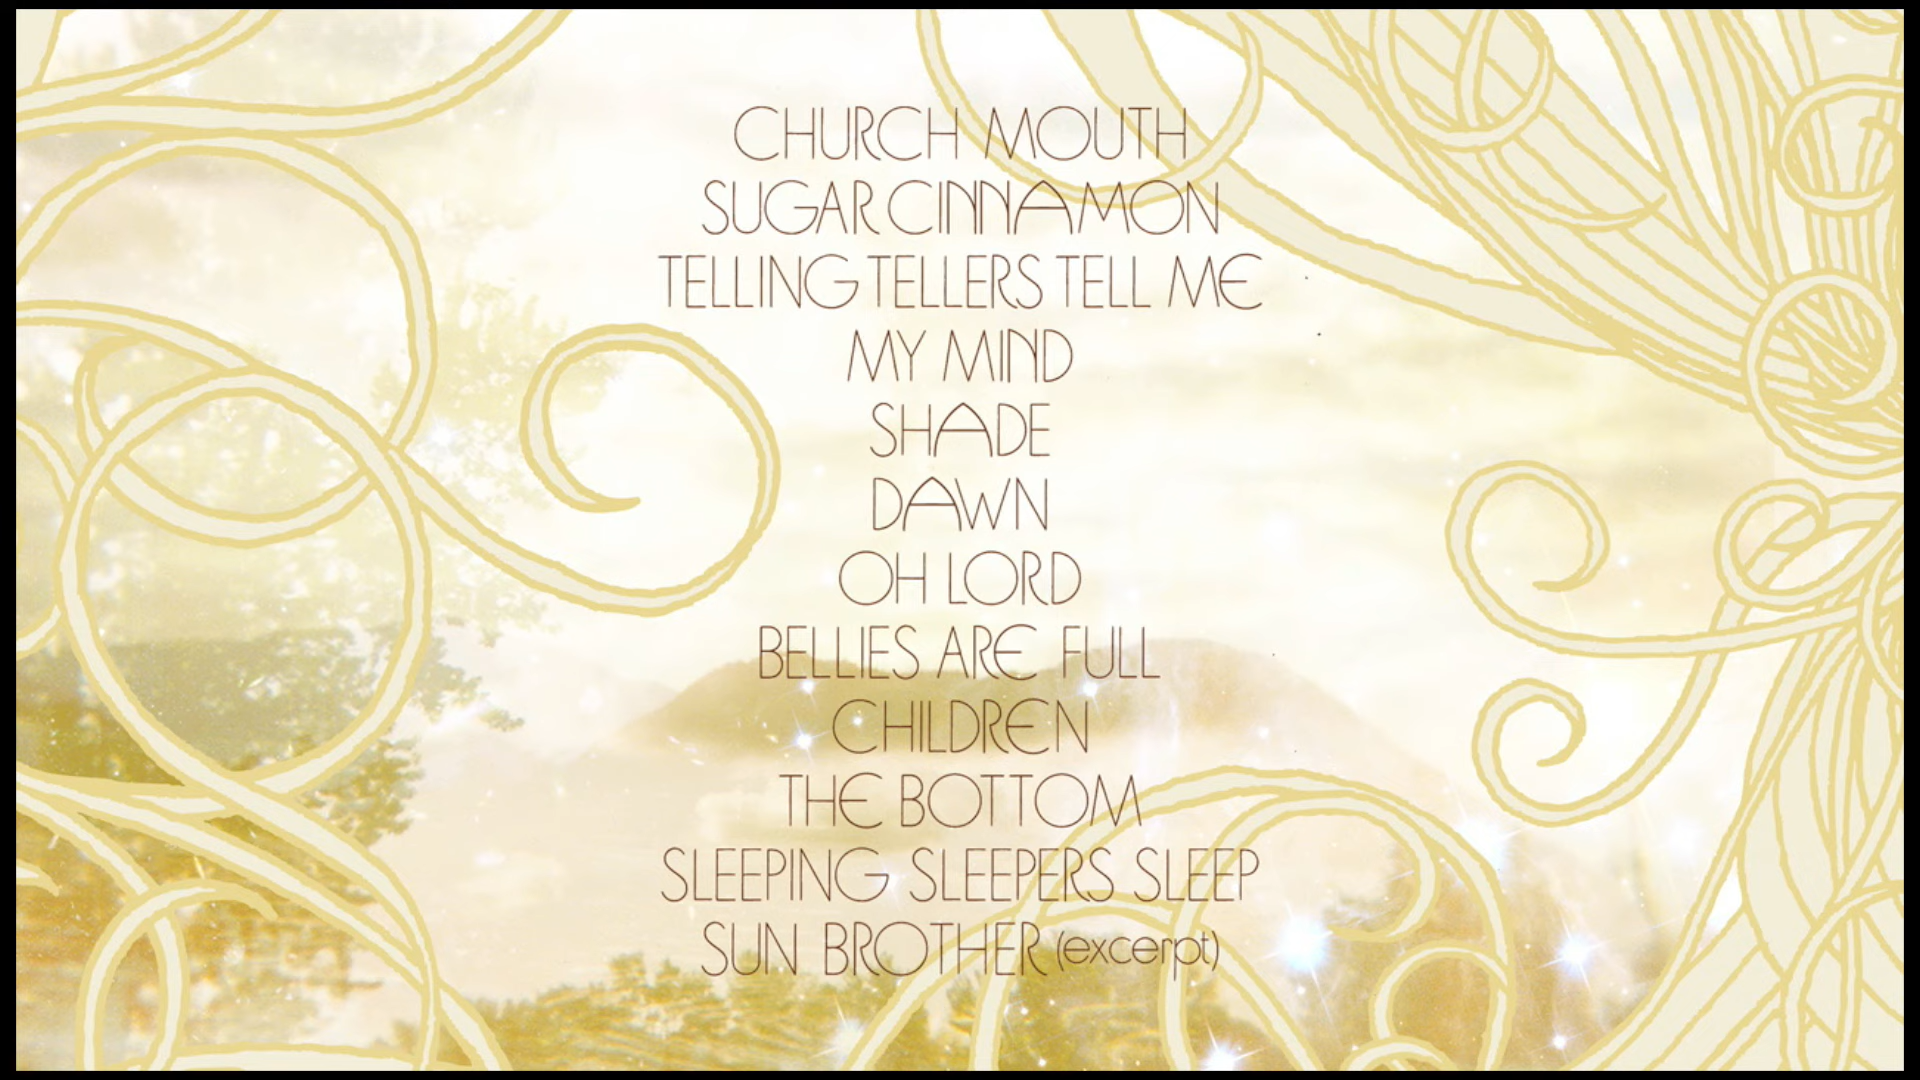 CHURCH MOUTH
SUGAR CINNAMON
TELLING TELLERS TELL ME
MY MIND
SHADE
DAWN
OH LORD
BELLIES ARE FULL
CHILDREN
THE BOTTOM
SLEEPING SLEEPERS SLEEP
SUN BROTHER (excerpt)